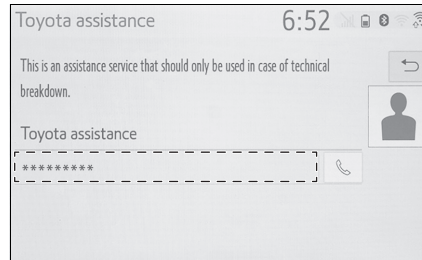 Toyota assistance 6:52
This is an assistance service that should only be used in case of technical
breakdown.
Toyota assistance
*********